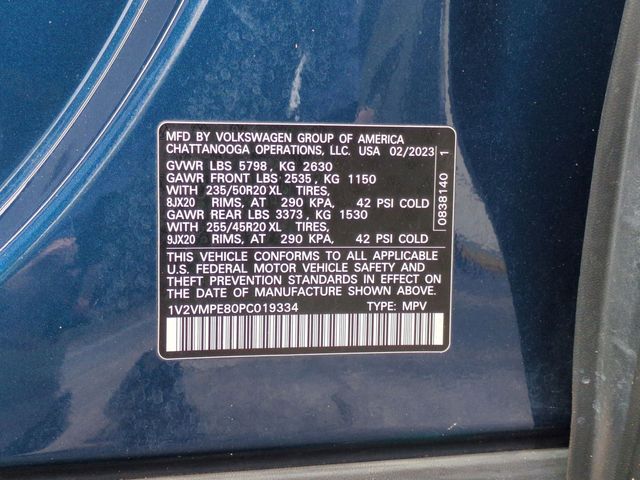 MFD BY VOLKSWAGEN GROUP OF AMERICA
CHATTANOOGA OPERATIONS, LLC. USA 02/2023
GVWR LBS 5798, KG 2630
GAWR FRONT LBS 2535, KG 1150
WITH 235/50R20 XL TIRES,
8JX20 RIMS, AT 290 KPA, 42 PSI COLD
GAWR REAR LBS 3373, KG 1530
WITH 255/45R20 XL TIRES,
9JX20 RIMS, AT 290 KPA, 42 PSI COLD
THIS VEHICLE CONFORMS TO ALL APPLICABLE
U.S. FEDERAL MOTOR VEHICLE SAFETY AND
THEFT PREVENTION STANDARDS IN EFFECT ON
THE DATE OF MANUFACTURE SHOWN ABOVE.
1V2VMPE80PC019334 TYPE: MPV
0838140 1